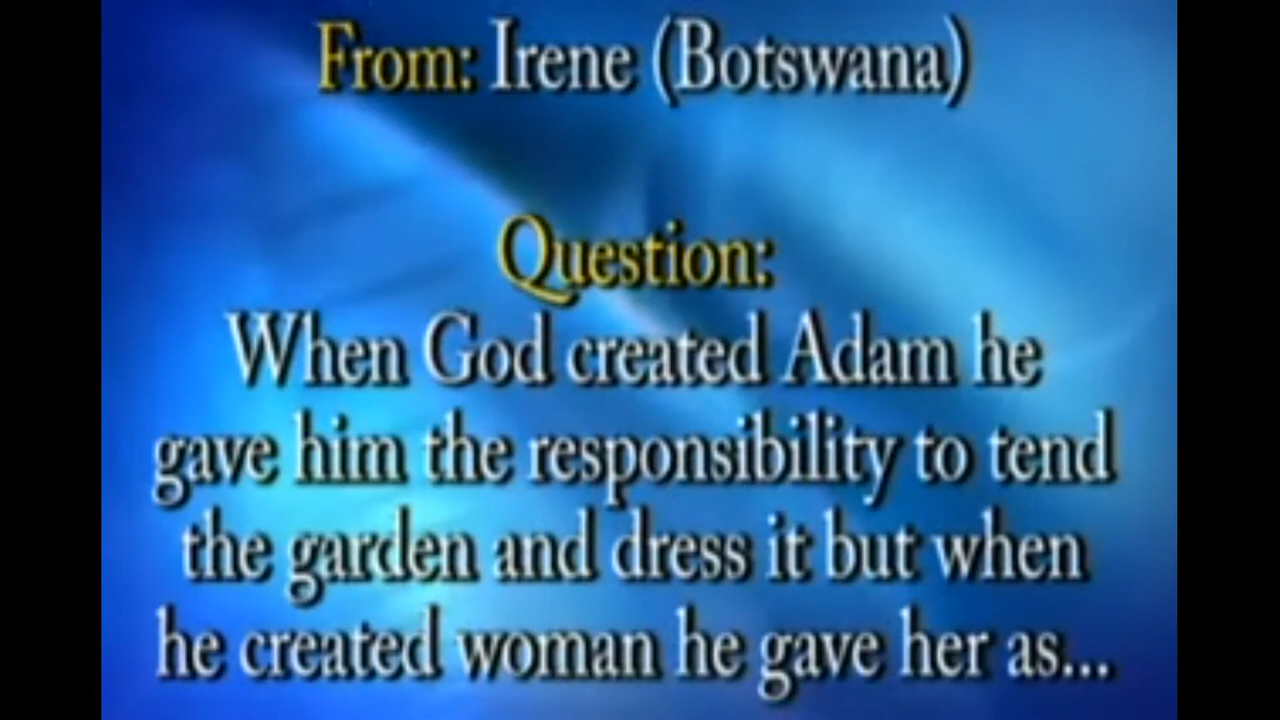 From: Irene (Botswana)
Question:
When God created Adam he
gave him the responsibility to tend
the garden and dress it but when
he created woman he gave her as...